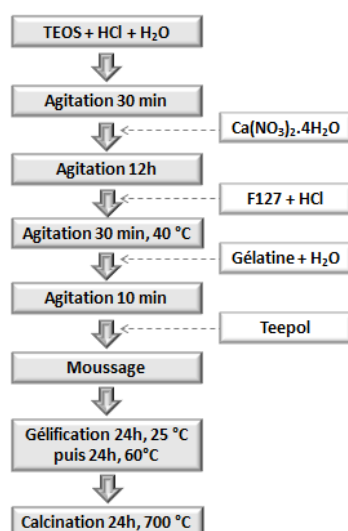 TEOS + HCl + H₂O
Agitation 30 min
Ca(NO₃)₂.4H₂O
Agitation 12h
F127 + HCl
Agitation 30 min, 40 °C
Gélatine + H₂O
Agitation 10 min
Teepol
Moussage
Gélification 24h, 25 °C
puis 24h, 60°C
Calcination 24h, 700 °C